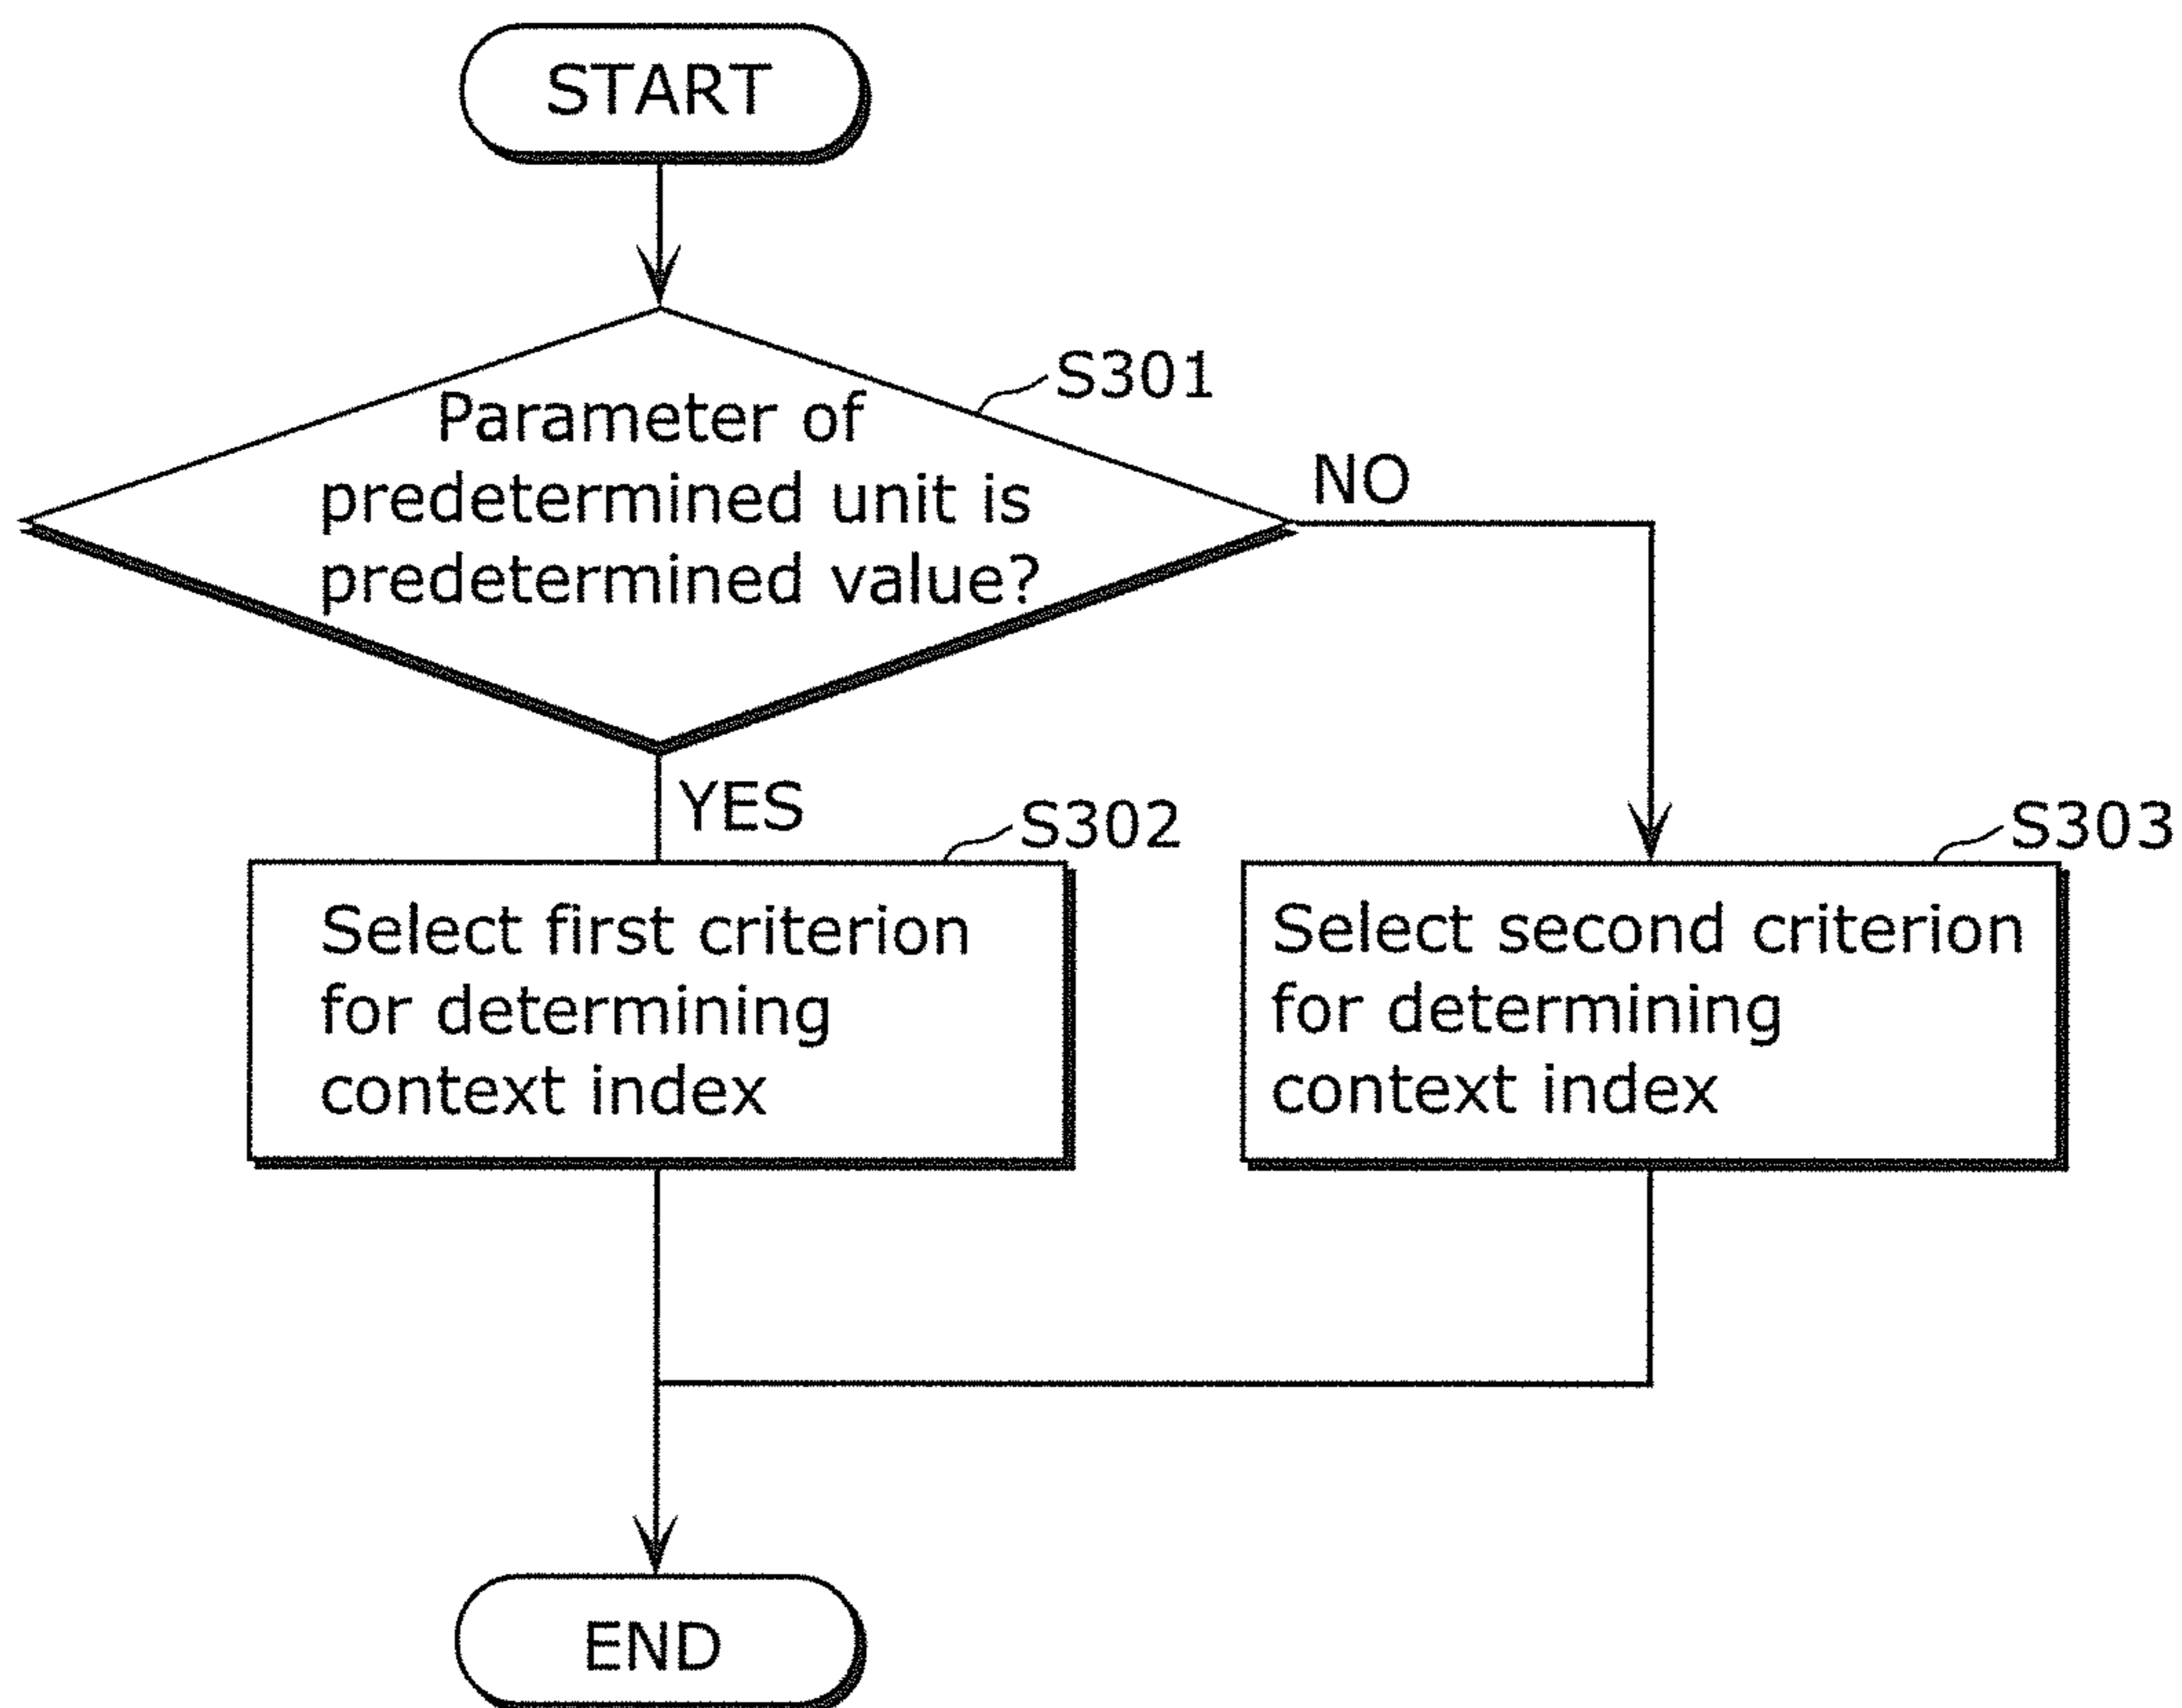 START
S301
Parameter of
predetermined unit is
predetermined value?
NO
YES
S302
Select first criterion
for determining
context index
S303
Select second criterion
for determining
context index
END